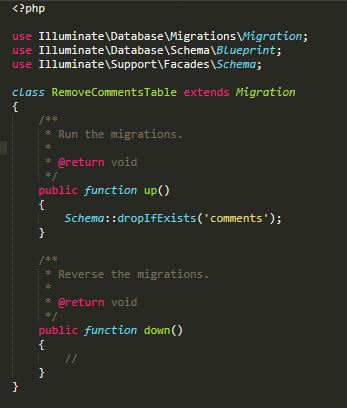 <?php
use Illuminate\Database\Migrations\Migration;
use Illuminate\Database\Schema\Blueprint;
use Illuminate\Support\Facades\Schema;
class RemoveCommentsTable extends Migration
{
/**
* Run the migrations.
*
* @return void
*/
public function up()
{
Schema::dropIfExists('comments');
}
/**
* Reverse the migrations.
*
* @return void
*/
public function down()
{
//
}
}